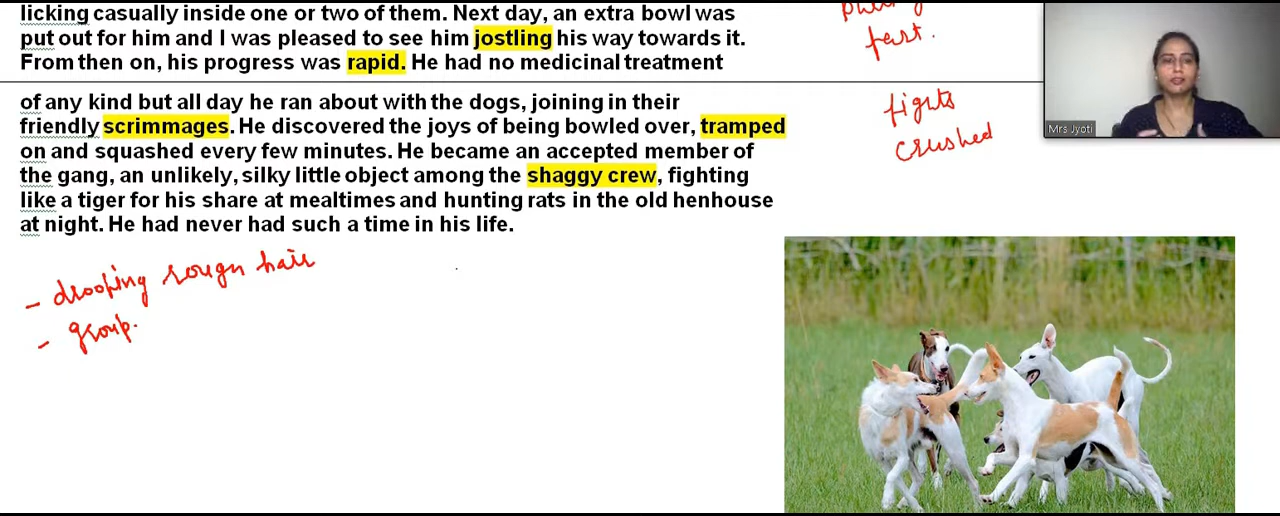 licking casually inside one or two of them. Next day, an extra bowl was
put out for him and I was pleased to see him jostling his way towards it.
From then on, his progress was rapid. He had no medicinal treatment
fast.
of any kind but all day he ran about with the dogs, joining in their
friendly scrimmages. He discovered the joys of being bowled over, tramped
on and squashed every few minutes. He became an accepted member of
the gang, an unlikely, silky little object among the shaggy crew, fighting
like a tiger for his share at mealtimes and hunting rats in the old henhouse
at night. He had never had such a time in his life.
fights
crushed
Mrs Jyoti
- drooping rough hair
- group.